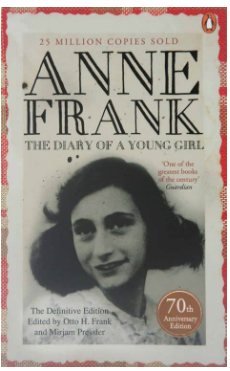 25 MILLION COPIES SOLD
ANNE
FRANK
THE DIARY OF A YOUNG GIRL
'One of the
greatest books
of the century'
Guardian
The Definitive Edition
Edited by Otto H. Frank
and Mirjam Pressler
70th
Anniversary
Edition